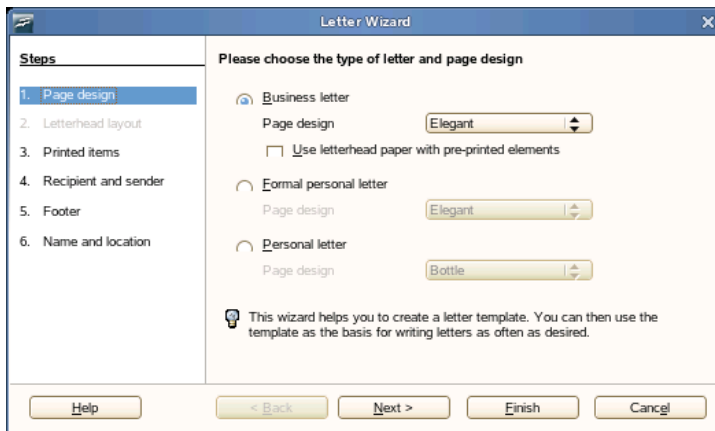 Letter Wizard
Steps
1. Page design
2. Letterhead layout
3. Printed items
4. Recipient and sender
5. Footer
6. Name and location
Please choose the type of letter and page design
Business letter
Page design Elegant
Use letterhead paper with pre-printed elements
Formal personal letter
Page design Elegant
Personal letter
Page design Bottle
This wizard helps you to create a letter template. You can then use the
template as the basis for writing letters as often as desired.
Help < Back Next > Finish Cancel